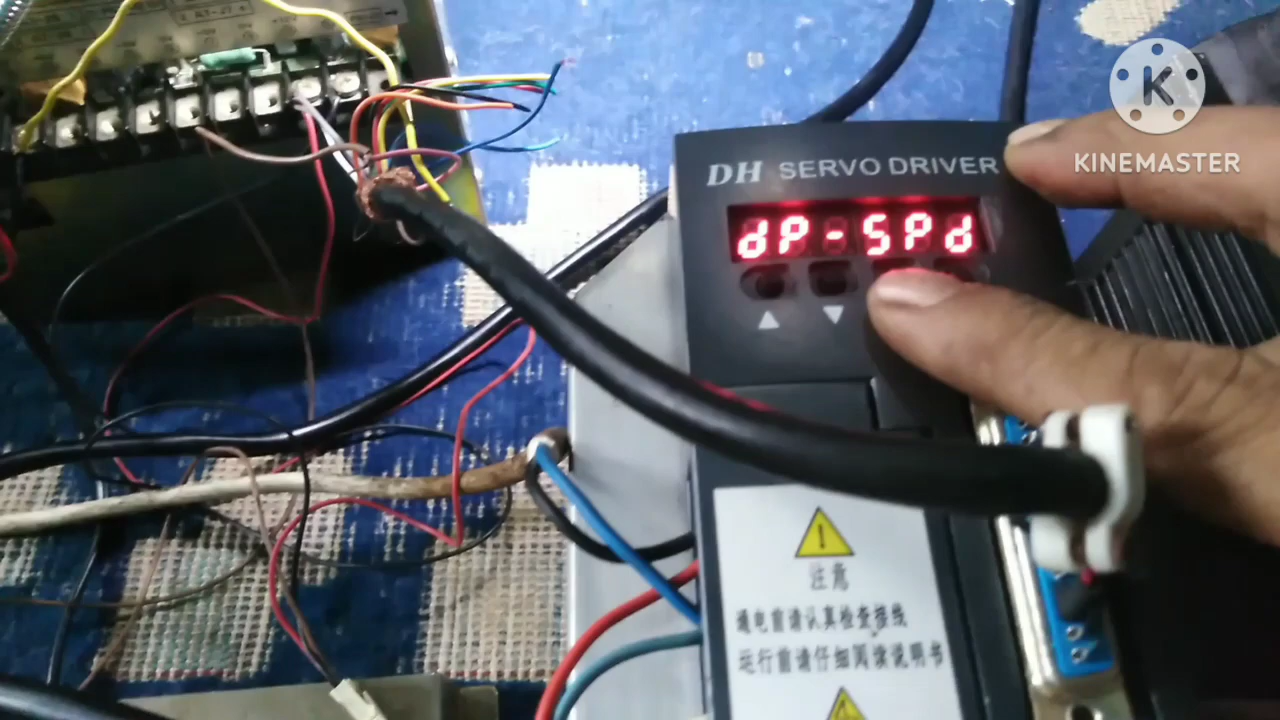 DH SERVO DRIVER
dP-SPd
▲ ▼
注意
通电前请认真检查接线
运行前请仔细阅读说明书
K
KINEMASTER